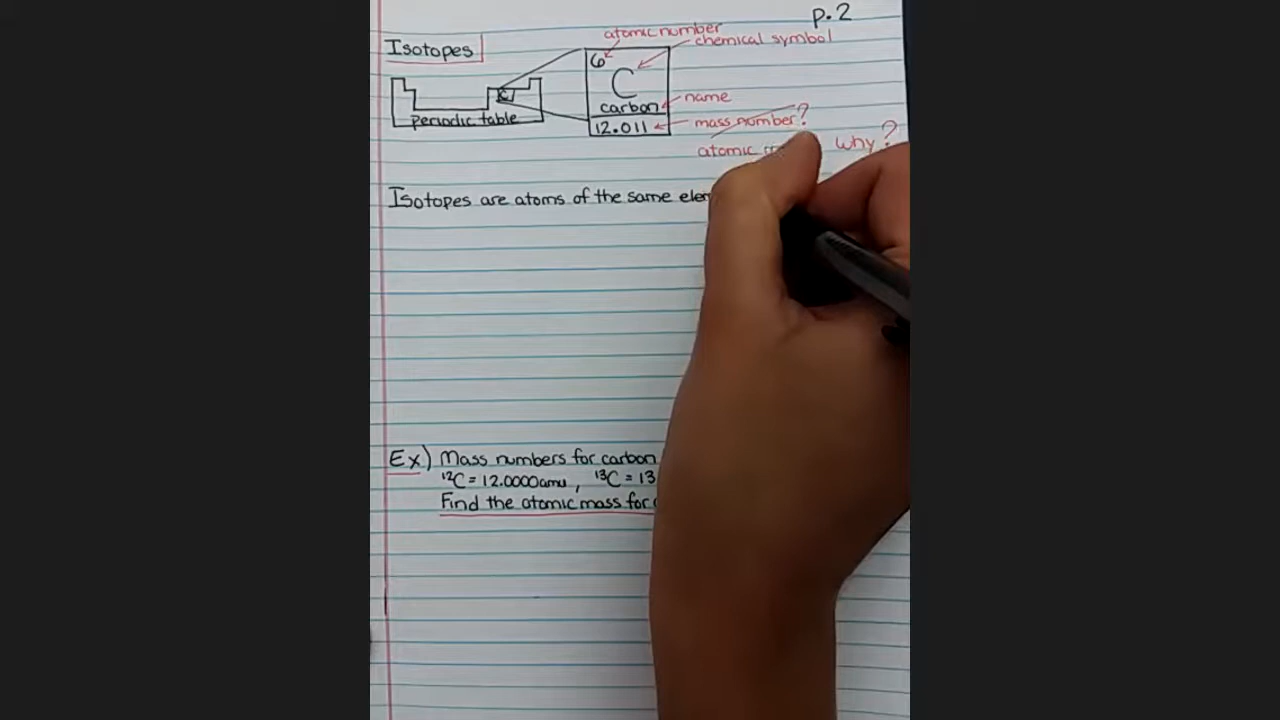 p.2
atomic number
chemical symbol
Isotopes
6
C
carbon
name
C
periodic table
12.011
mass number?
atomic
why?
Isotopes are atoms of the same
Ex) Mass numbers for carbon
¹²C = 12.0000amu, ¹³C = 13
Find the atomic mass for